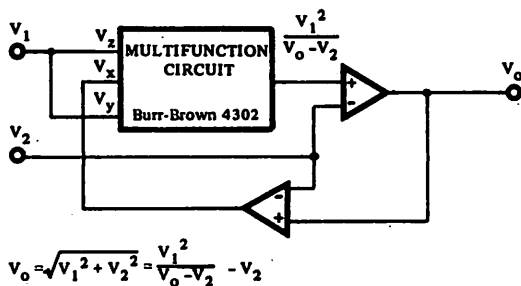 V1
Vz
Vx
Vy
MULTIFUNCTION
CIRCUIT
Burr-Brown 4302
V1²
Vo–V2
+
–
Vo
V2
–
+
Vo = √V1² + V2² = V1² / Vo–V2 - V2